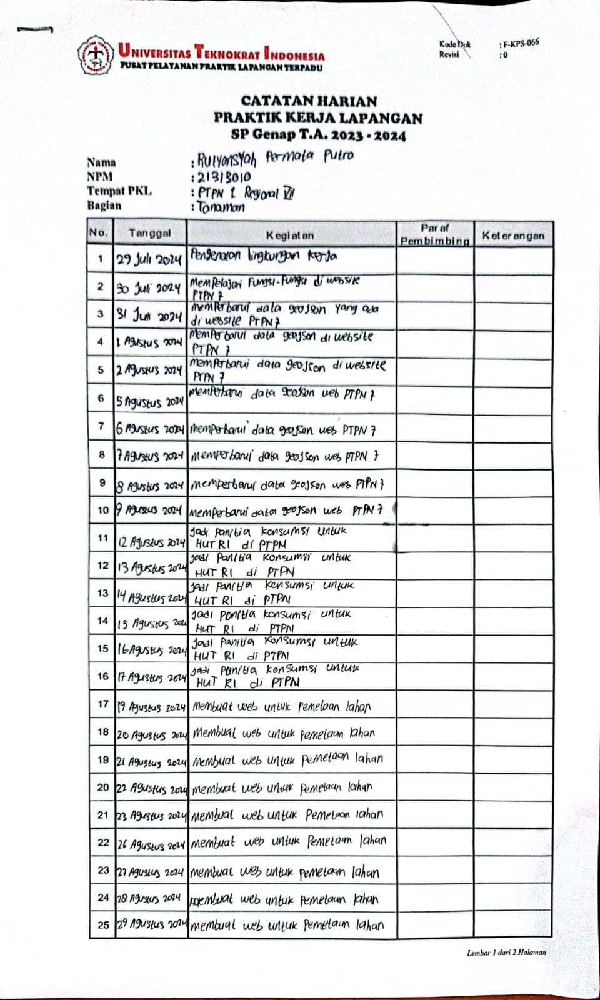 UNIVERSITAS TEKNOKRAT INDONESIA
PUSAT PELAYANAN PRAKTIK LAPANGAN TERPADU
Kode Dok : F-KPS-066
Revisi : 0
CATATAN HARIAN
PRAKTIK KERJA LAPANGAN
SP Genap T.A. 2023 - 2024
Nama : Rulyansyah Permata Putro
NPM : 21313010
Tempat PKL : PTPN 1 Regional VII
Bagian : Tanaman
No. Tanggal Kegiatan Paraf Pembimbing Keterangan
1 29 Juli 2024 Pengenalan lingkungan kerja
2 30 Juli 2024 mempelajari fungsi-fungsi di website
PTPN 7
3 31 Juli 2024 memperbarui data geojson yang ada
di website PTPN 7
4 1 Agustus 2024 memperbarui data geojson di website
PTPN 7
5 2 Agustus 2024 memperbarui data geojson di website
PTPN 7
6 5 Agustus 2024 memperbarui data geojson web PTPN 7
7 6 Agustus 2024 memperbarui data geojson web PTPN 7
8 7 Agustus 2024 memperbarui data geojson web PTPN 7
9 8 Agustus 2024 memperbarui data geojson web PTPN 7
10 9 Agustus 2024 memperbarui data geojson web PTPN 7
11 12 Agustus 2024 jadi panitia konsumsi untuk
HUT RI di PTPN
12 13 Agustus 2024 jadi panitia konsumsi untuk
HUT RI di PTPN
13 14 Agustus 2024 jadi panitia konsumsi untuk
HUT RI di PTPN
14 15 Agustus 2024 jadi panitia konsumsi untuk
HUT RI di PTPN
15 16 Agustus 2024 jadi panitia konsumsi untuk
HUT RI di PTPN
16 17 Agustus 2024 jadi panitia konsumsi untuk
HUT RI di PTPN
17 19 Agustus 2024 membuat web untuk pemetaan lahan
18 20 Agustus 2024 membuat web untuk pemetaan lahan
19 21 Agustus 2024 membuat web untuk pemetaan lahan
20 22 Agustus 2024 membuat web untuk pemetaan lahan
21 23 Agustus 2024 membuat web untuk pemetaan lahan
22 26 Agustus 2024 membuat web untuk pemetaan lahan
23 27 Agustus 2024 membuat web untuk pemetaan lahan
24 28 Agustus 2024 membuat web untuk pemetaan lahan
25 29 Agustus 2024 membuat web untuk pemetaan lahan
Lembar 1 dari 2 Halaman